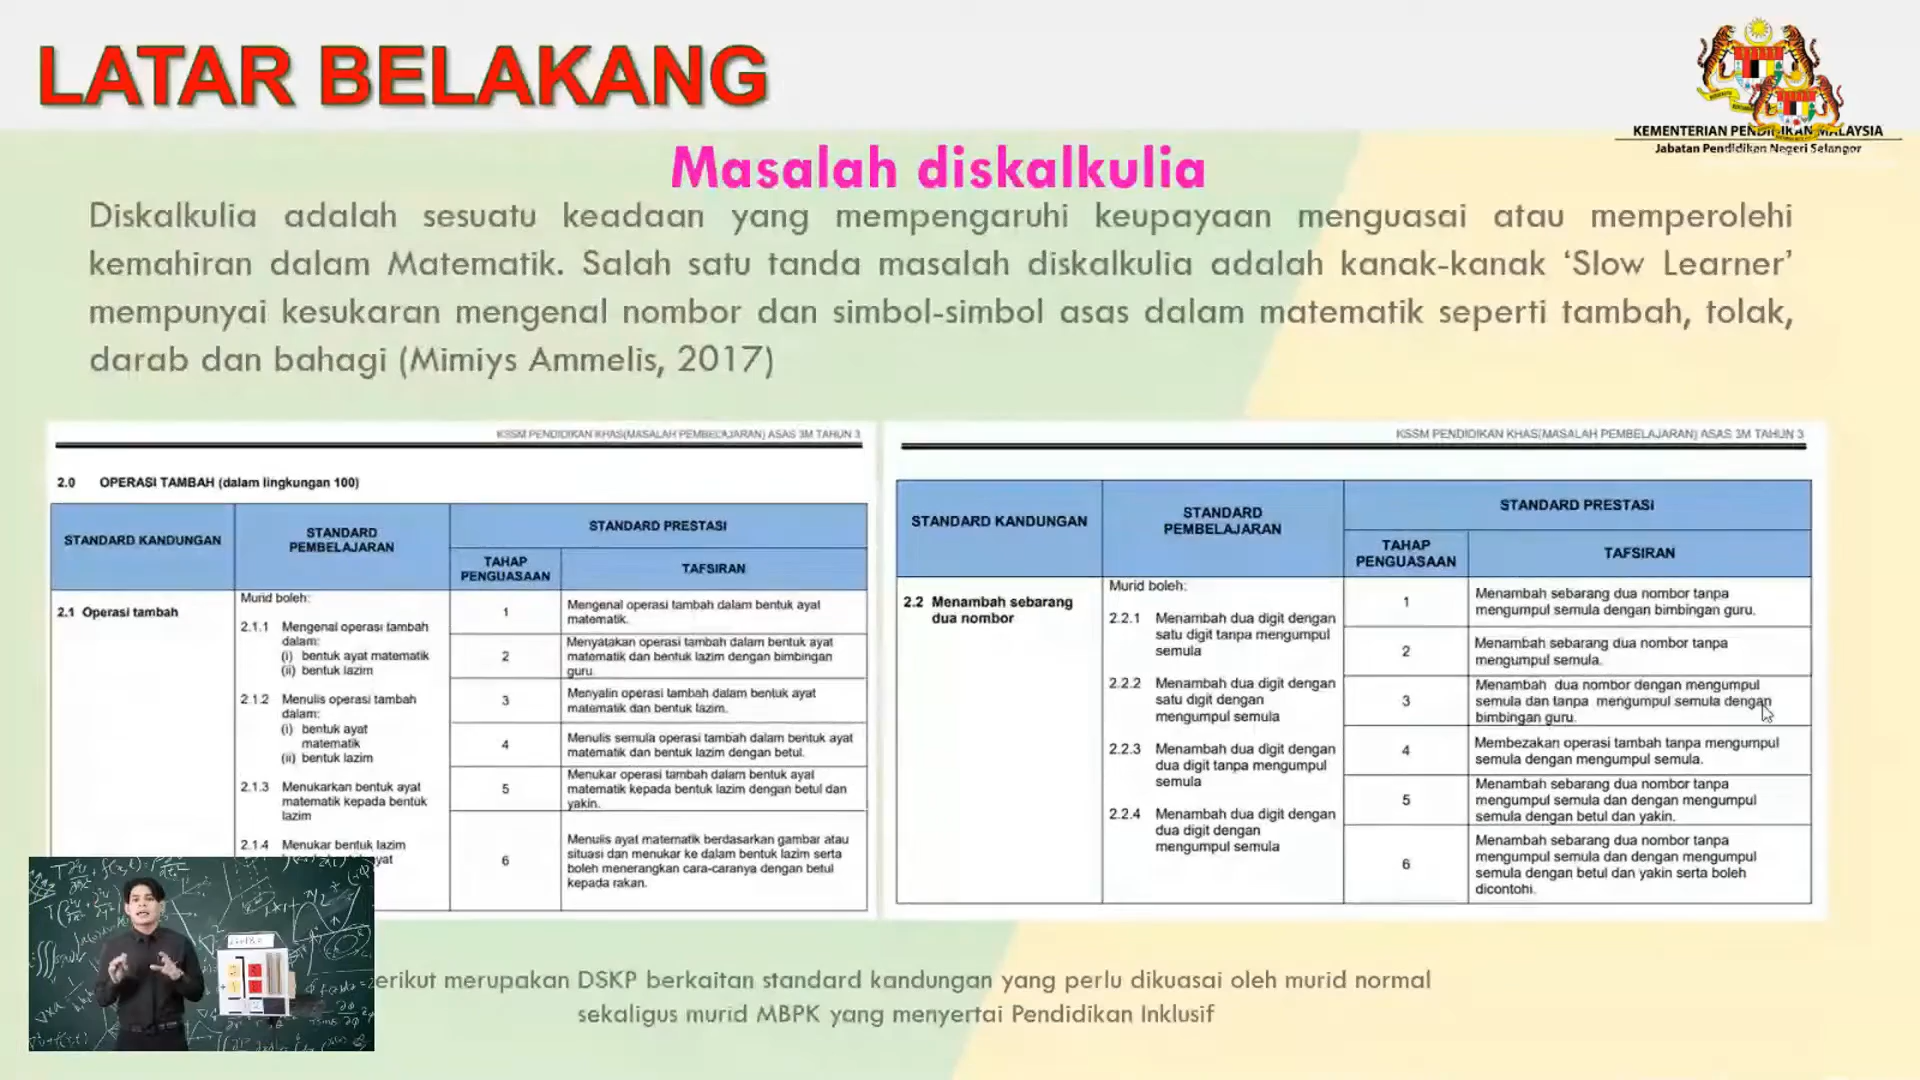 LATAR BELAKANG
KEMENTERIAN PENDIDIKAN MALAYSIA
Jabatan Pendidikan Negeri Selangor
Masalah diskalkulia
Diskalkulia adalah sesuatu keadaan yang mempengaruhi keupayaan menguasai atau memperolehi
kemahiran dalam Matematik. Salah satu tanda masalah diskalkulia adalah kanak-kanak ‘Slow Learner’
mempunyai kesukaran mengenal nombor dan simbol-simbol asas dalam matematik seperti tambah, tolak,
darab dan bahagi (Mimiys Ammelis, 2017)
KSSM PENDIDIKAN KHAS(MASALAH PEMBELAJARAN) ASAS 3M TAHUN 3
2.0 OPERASI TAMBAH (dalam lingkungan 100)
STANDARD KANDUNGAN
STANDARD
PEMBELAJARAN
STANDARD PRESTASI
TAHAP
PENGUASAAN
TAFSIRAN
2.1 Operasi tambah
Murid boleh:
2.1.1 Mengenal operasi tambah
dalam:
(i) bentuk ayat matematik
(ii) bentuk lazim
2.1.2 Menulis operasi tambah
dalam:
(i) bentuk ayat
matematik
(ii) bentuk lazim
2.1.3 Menukarkan bentuk ayat
matematik kepada bentuk
lazim
2.1.4 Menukar bentuk lazim
1 Mengenal operasi tambah dalam bentuk ayat
matematik.
2 Menyatakan operasi tambah dalam bentuk ayat
matematik dan bentuk lazim dengan bimbingan
guru.
3 Menyalin operasi tambah dalam bentuk ayat
matematik dan bentuk lazim.
4 Menulis semula operasi tambah dalam bentuk ayat
matematik dan bentuk lazim dengan betul.
5 Menukar operasi tambah dalam bentuk ayat
matematik kepada bentuk lazim dengan betul dan
yakin.
6 Menulis ayat matematik berdasarkan gambar atau
situasi dan menukar ke dalam bentuk lazim serta
boleh menerangkan cara-caranya dengan betul
kepada rakan.
KSSM PENDIDIKAN KHAS(MASALAH PEMBELAJARAN) ASAS 3M TAHUN 3
STANDARD KANDUNGAN
STANDARD
PEMBELAJARAN
STANDARD PRESTASI
TAHAP
PENGUASAAN
TAFSIRAN
2.2 Menambah sebarang
dua nombor
Murid boleh:
2.2.1 Menambah dua digit dengan
satu digit tanpa mengumpul
semula
2.2.2 Menambah dua digit dengan
satu digit dengan
mengumpul semula
2.2.3 Menambah dua digit dengan
dua digit tanpa mengumpul
semula
2.2.4 Menambah dua digit dengan
dua digit dengan
mengumpul semula
1 Menambah sebarang dua nombor tanpa
mengumpul semula dengan bimbingan guru.
2 Menambah sebarang dua nombor tanpa
mengumpul semula.
3 Menambah dua nombor dengan mengumpul
semula dan tanpa mengumpul semula dengan
bimbingan guru.
4 Membezakan operasi tambah tanpa mengumpul
semula dengan mengumpul semula.
5 Menambah sebarang dua nombor tanpa
mengumpul semula dan dengan mengumpul
semula dengan betul dan yakin.
6 Menambah sebarang dua nombor tanpa
mengumpul semula dan dengan mengumpul
semula dengan betul dan yakin serta boleh
dicontohi.
erikut merupakan DSKP berkaitan standard kandungan yang perlu dikuasai oleh murid normal
sekaligus murid MBPK yang menyertai Pendidikan Inklusif